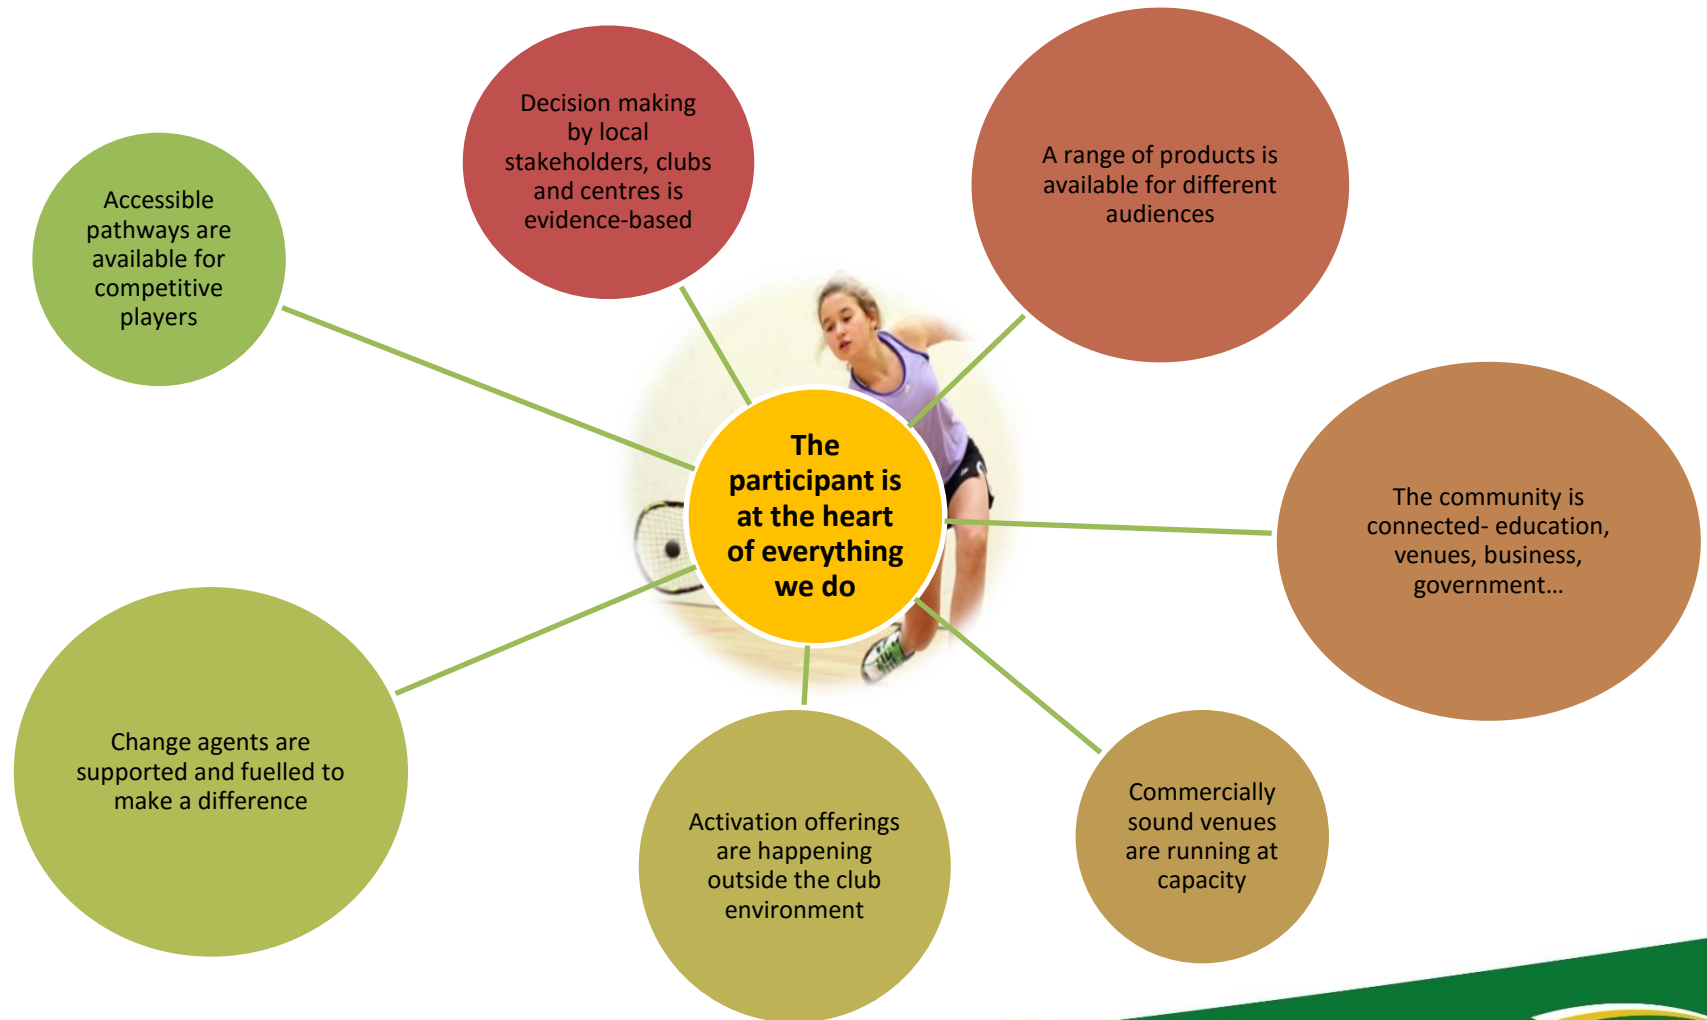 Decision making
by local
stakeholders, clubs
and centres is
evidence-based
A range of products is
available for different
audiences
Accessible
pathways are
available for
competitive
players
The
participant is
at the heart
of everything
we do
The community is
connected- education,
venues, business,
government…
Change agents are
supported and fuelled to
make a difference
Activation offerings
are happening
outside the club
environment
Commercially
sound venues
are running at
capacity